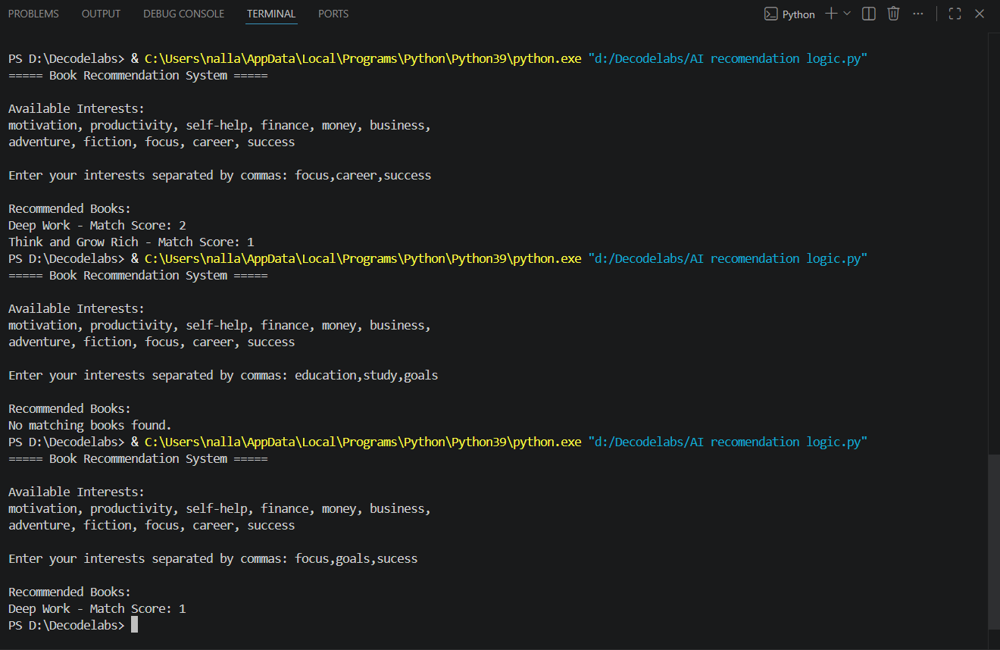 PROBLEMS OUTPUT DEBUG CONSOLE TERMINAL PORTS Python
PS D:\Decodelabs> & C:\Users\nalla\AppData\Local\Programs\Python\Python39\python.exe "d:/Decodelabs/AI recomendation logic.py"
===== Book Recommendation System =====
Available Interests:
motivation, productivity, self-help, finance, money, business,
adventure, fiction, focus, career, success
Enter your interests separated by commas: focus,career,success
Recommended Books:
Deep Work - Match Score: 2
Think and Grow Rich - Match Score: 1
PS D:\Decodelabs> & C:\Users\nalla\AppData\Local\Programs\Python\Python39\python.exe "d:/Decodelabs/AI recomendation logic.py"
===== Book Recommendation System =====
Available Interests:
motivation, productivity, self-help, finance, money, business,
adventure, fiction, focus, career, success
Enter your interests separated by commas: education,study,goals
Recommended Books:
No matching books found.
PS D:\Decodelabs> & C:\Users\nalla\AppData\Local\Programs\Python\Python39\python.exe "d:/Decodelabs/AI recomendation logic.py"
===== Book Recommendation System =====
Available Interests:
motivation, productivity, self-help, finance, money, business,
adventure, fiction, focus, career, success
Enter your interests separated by commas: focus,goals,sucess
Recommended Books:
Deep Work - Match Score: 1
PS D:\Decodelabs>